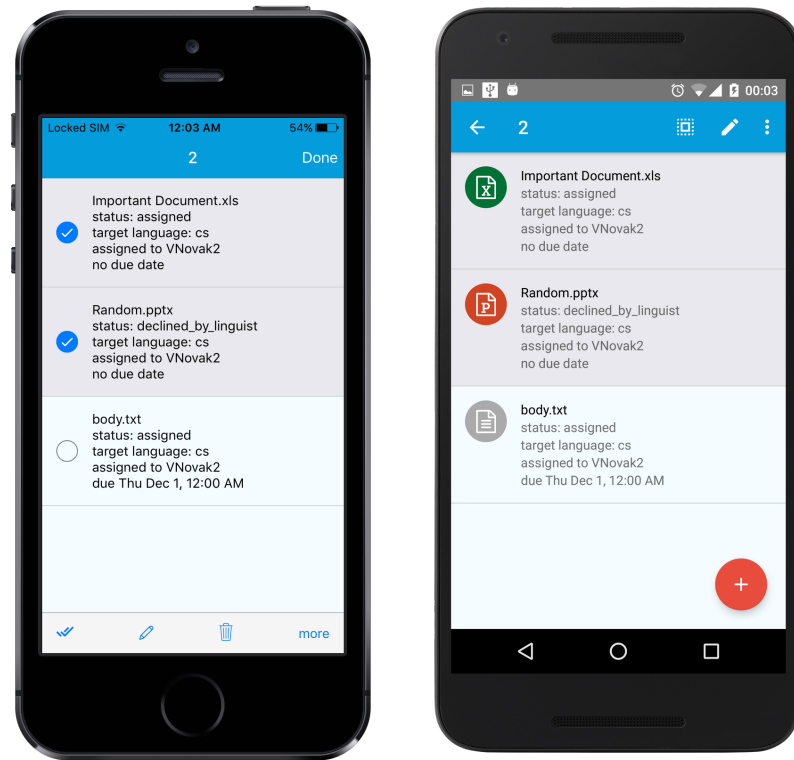 Locked SIM 12:03 AM 54%
2 Done
Important Document.xls
status: assigned
target language: cs
assigned to VNovak2
no due date
Random.pptx
status: declined_by_linguist
target language: cs
assigned to VNovak2
no due date
body.txt
status: assigned
target language: cs
assigned to VNovak2
due Thu Dec 1, 12:00 AM
more
00:03
2
X
Important Document.xls
status: assigned
target language: cs
assigned to VNovak2
no due date
P
Random.pptx
status: declined_by_linguist
target language: cs
assigned to VNovak2
no due date
body.txt
status: assigned
target language: cs
assigned to VNovak2
due Thu Dec 1, 12:00 AM